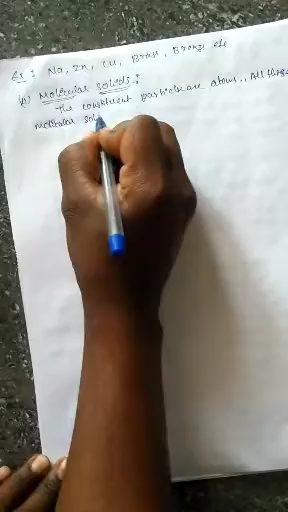 Ex : Na, Zn, Cu, Brass, Bronze etc
(b) Molecular solids :
The constituent particles are atoms., All these
molecular sol